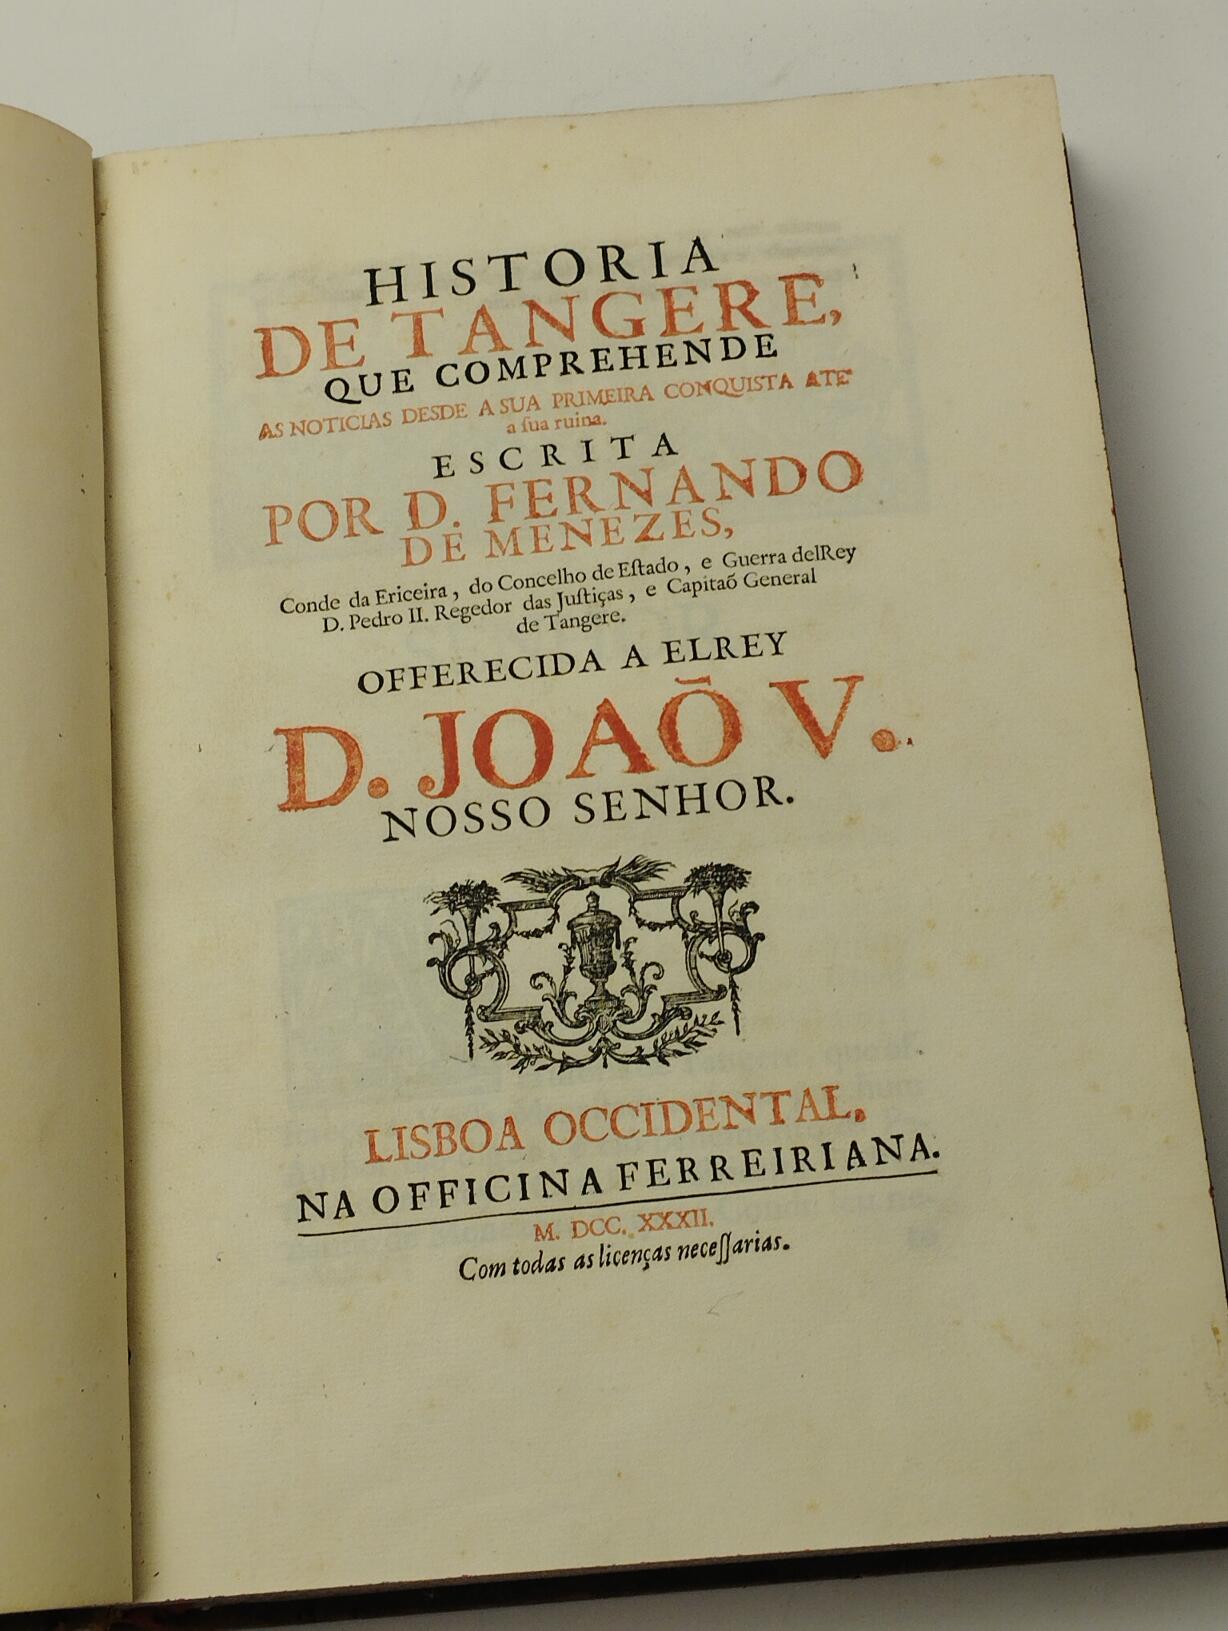 HISTORIA
DE TANGERE,
QUE COMPREHENDE
AS NOTICIAS DESDE A SUA PRIMEIRA CONQUISTA ATE'
a ſua ruina.
ESCRITA
POR D. FERNANDO
DE MENEZES,
Conde da Ericeira, do Concelho de Eſtado, e Guerra delRey
D. Pedro II. Regedor das Juſtiças, e Capitaõ General
de Tangere.
OFFERECIDA A ELREY
D. JOAÕ V.
NOSSO SENHOR.
LISBOA OCCIDENTAL,
NA OFFICINA FERREIRIANA.
M. DCC. XXXII.
Com todas as licenças neceſſarias.